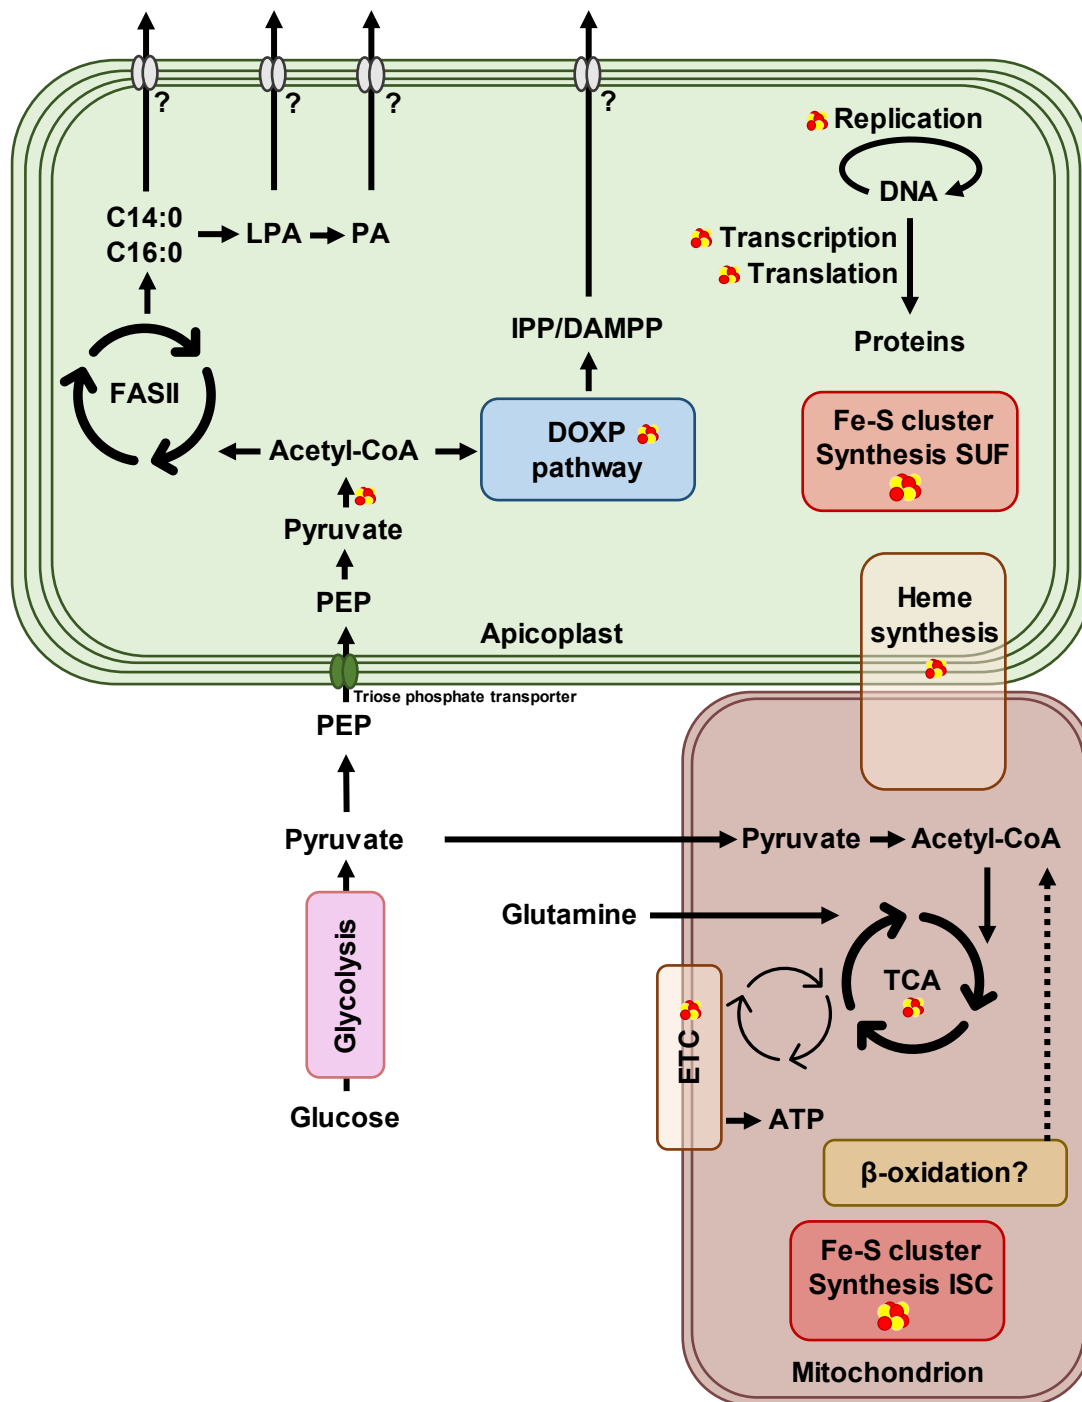 ?
?
?
?
Replication
DNA
C14:0
C16:0
LPA
PA
Transcription
Translation
IPP/DAMPP
Proteins
FASII
Acetyl-CoA
DOXP
pathway
Fe-S cluster
Synthesis SUF
Pyruvate
PEP
Heme
synthesis
Apicoplast
Triose phosphate transporter
PEP
Pyruvate
Pyruvate
Acetyl-CoA
Glutamine
Glycolysis
TCA
ETC
Glucose
ATP
β-oxidation?
Fe-S cluster
Synthesis ISC
Mitochondrion